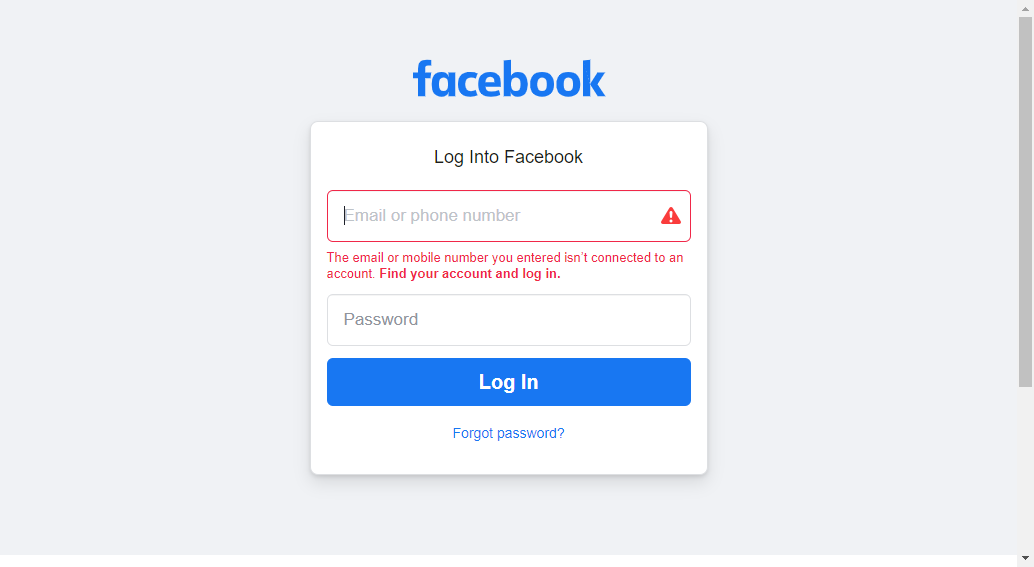 facebook
Log Into Facebook
Email or phone number
The email or mobile number you entered isn’t connected to an
account. Find your account and log in.
Password
Log In
Forgot password?